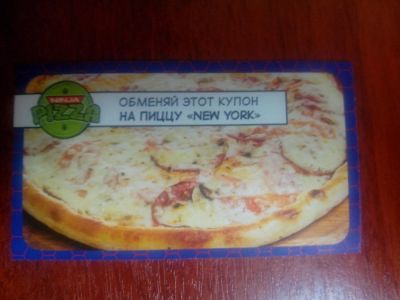 NINJA
PIZZA
ОБМЕНЯЙ ЭТОТ КУПОН
НА ПИЦЦУ «NEW YORK»